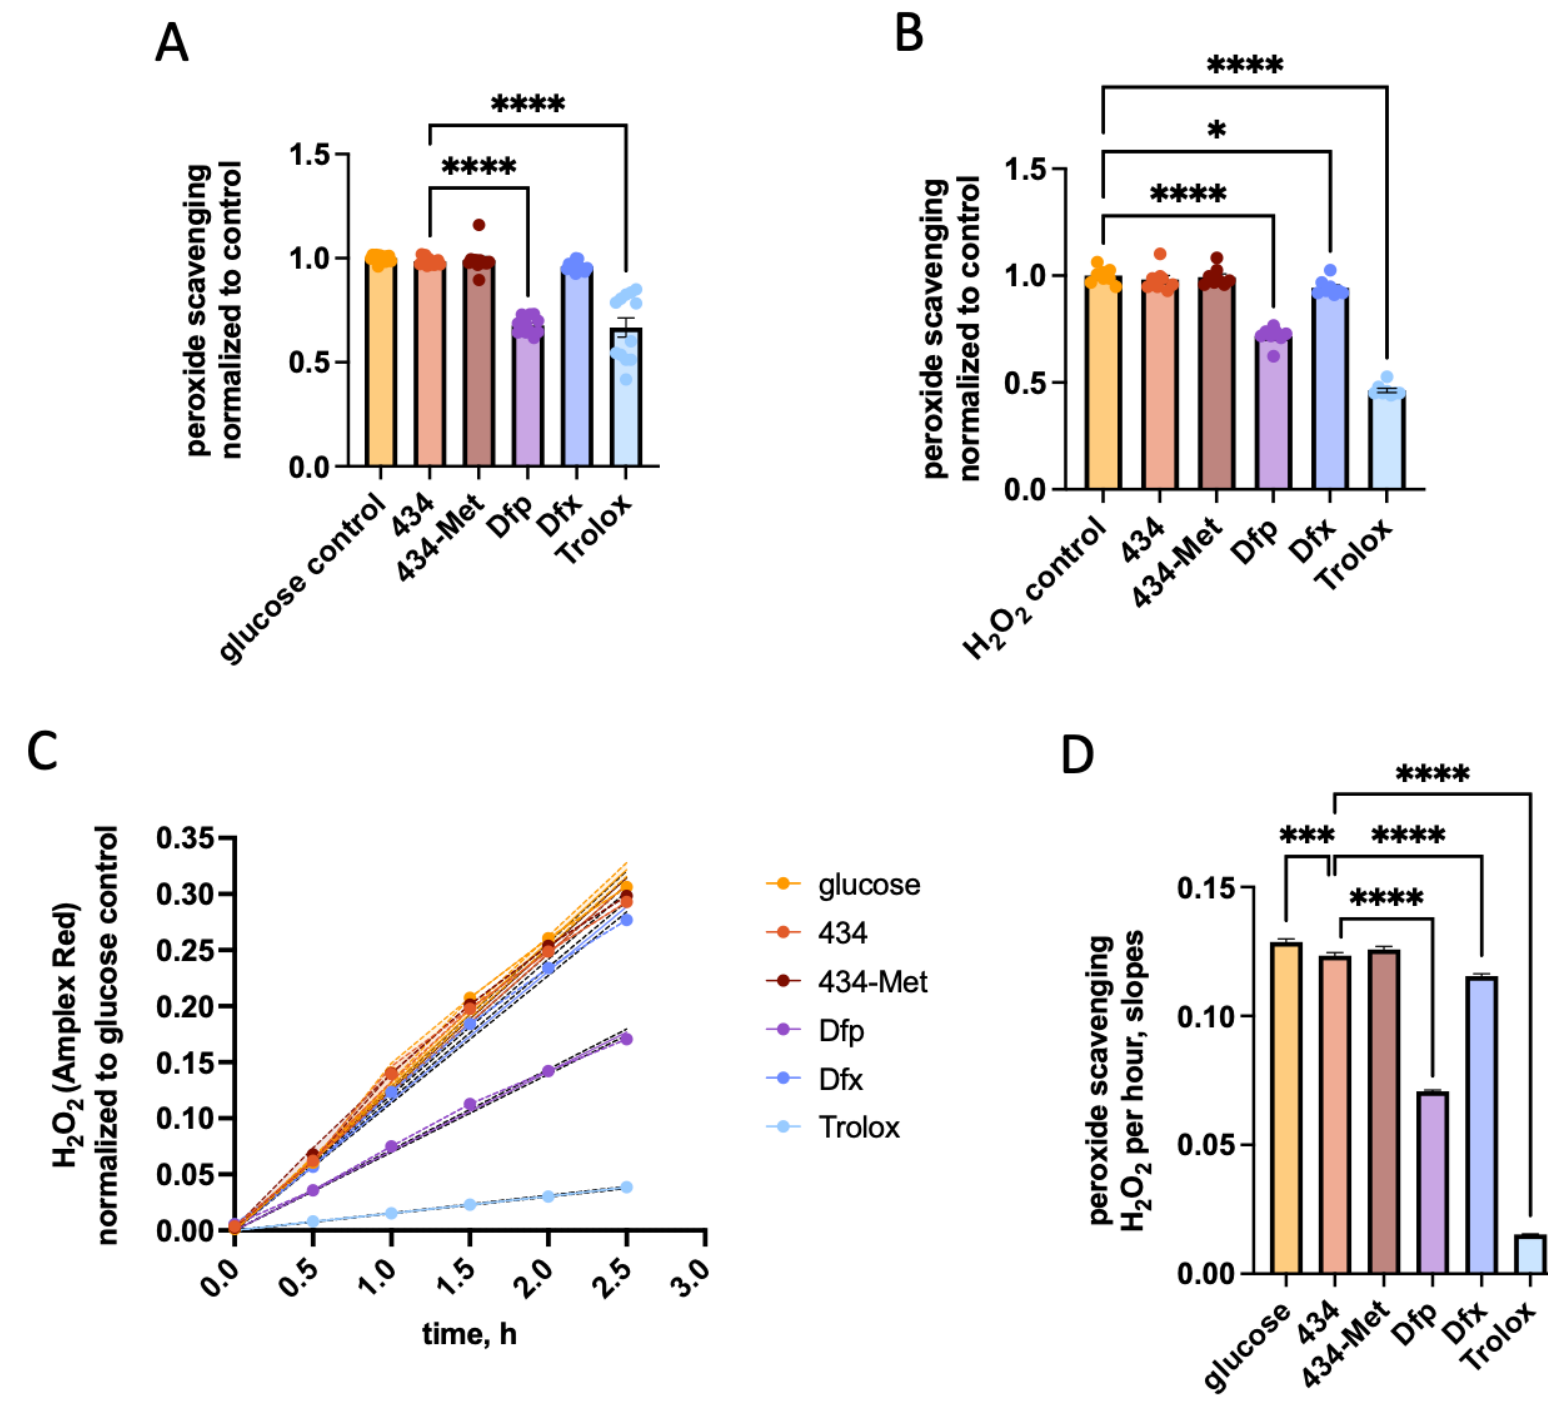 A
****
****
peroxide scavenging
normalized to control
1.5
1.0
0.5
0.0
glucose control
434
434-Met
Dfp
Dfx
Trolox
B
****
*
****
peroxide scavenging
normalized to control
1.5
1.0
0.5
0.0
H₂O₂ control
434
434-Met
Dfp
Dfx
Trolox
C
H₂O₂ (Amplex Red)
normalized to glucose control
0.35
0.30
0.25
0.20
0.15
0.10
0.05
0.00
0.0
0.5
1.0
1.5
2.0
2.5
3.0
time, h
glucose
434
434-Met
Dfp
Dfx
Trolox
D
****
***
****
****
peroxide scavenging
H₂O₂ per hour, slopes
0.15
0.10
0.05
0.00
glucose
434
434-Met
Dfp
Dfx
Trolox